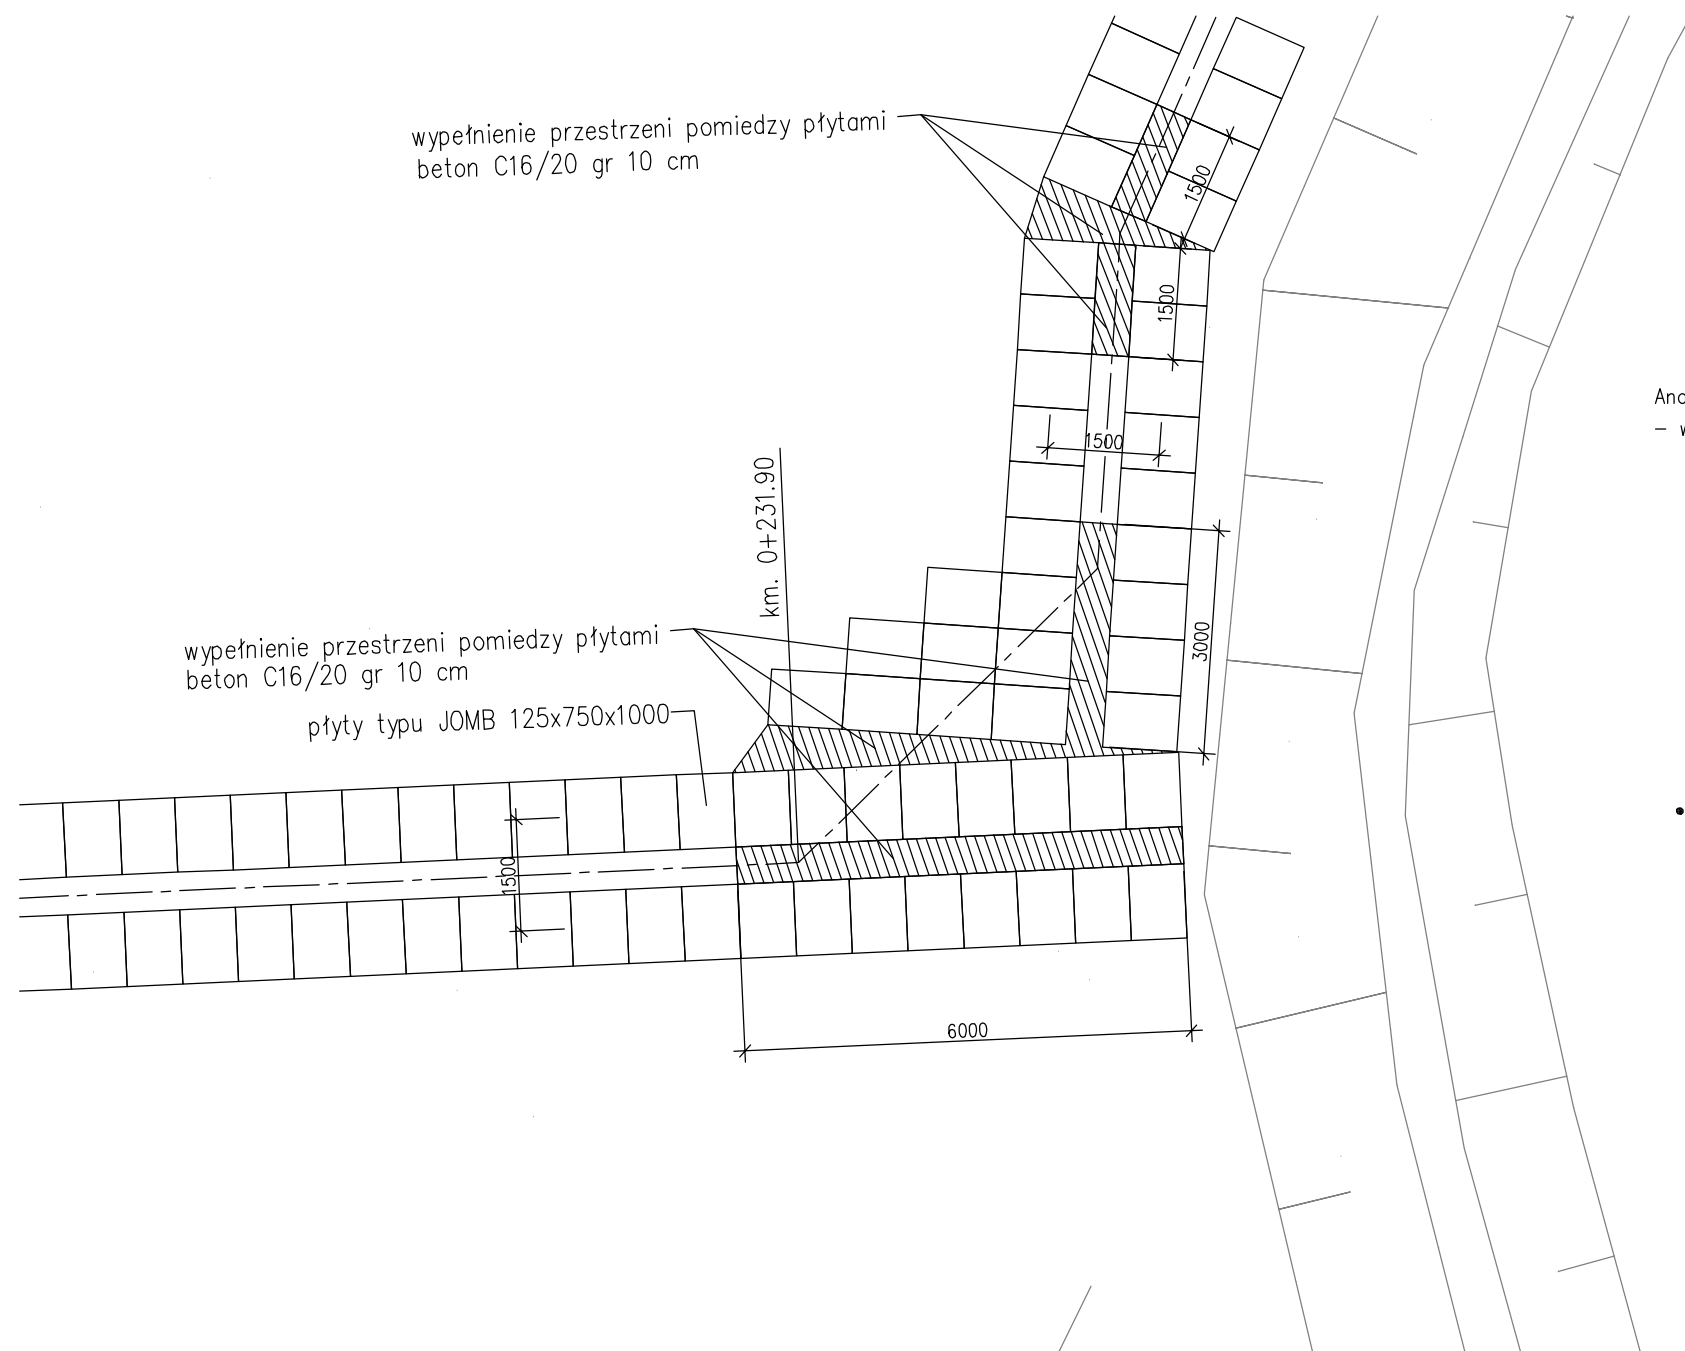 wypełnienie przestrzeni pomiedzy płytami
beton C16/20 gr 10 cm
1500
1500
1500
km. 0+231.90
wypełnienie przestrzeni pomiedzy płytami
beton C16/20 gr 10 cm
płyty typu JOMB 125x750x1000
3000
1500
6000